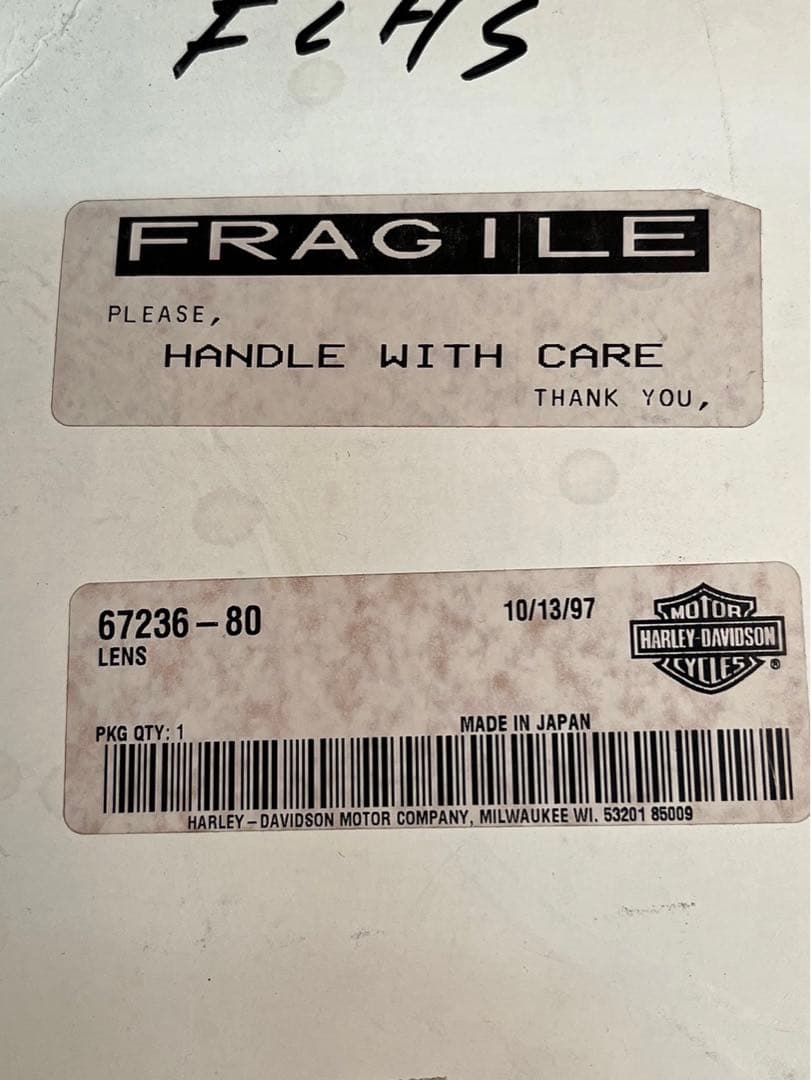 FLHS
FRAGILE
PLEASE,
HANDLE WITH CARE
THANK YOU,
67236-80
10/13/97
LENS
MOTOR
HARLEY-DAVIDSON
CYCLES
®
PKG QTY: 1
MADE IN JAPAN
HARLEY-DAVIDSON MOTOR COMPANY, MILWAUKEE WI. 53201 85009